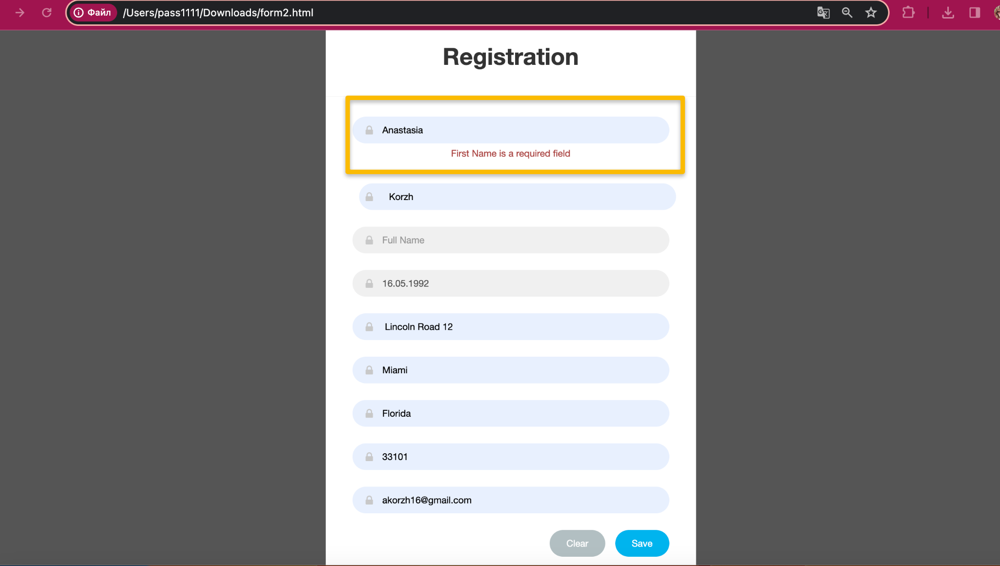 Файл /Users/pass1111/Downloads/form2.html
Registration
Anastasia
First Name is a required field
Korzh
Full Name
16.05.1992
Lincoln Road 12
Miami
Florida
33101
akorzh16@gmail.com
Clear Save